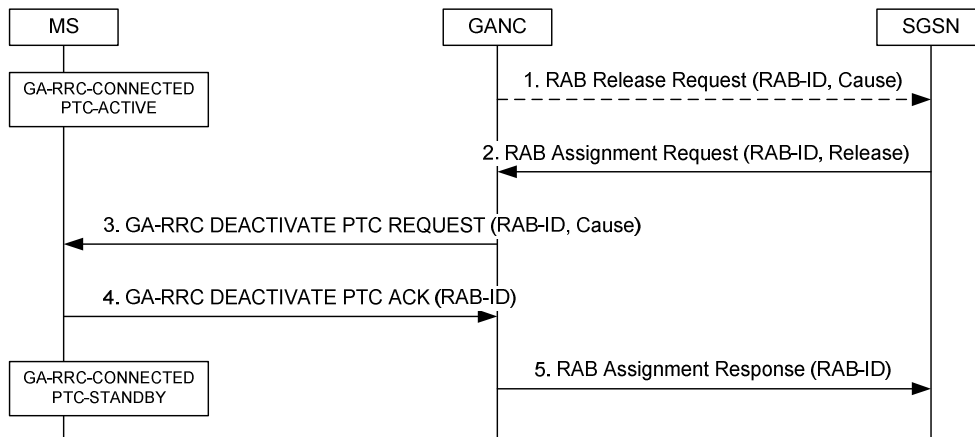 MS
GANC
SGSN
GA-RRC-CONNECTED
PTC-ACTIVE
1. RAB Release Request (RAB-ID, Cause)
2. RAB Assignment Request (RAB-ID, Release)
3. GA-RRC DEACTIVATE PTC REQUEST (RAB-ID, Cause)
4. GA-RRC DEACTIVATE PTC ACK (RAB-ID)
GA-RRC-CONNECTED
PTC-STANDBY
5. RAB Assignment Response (RAB-ID)